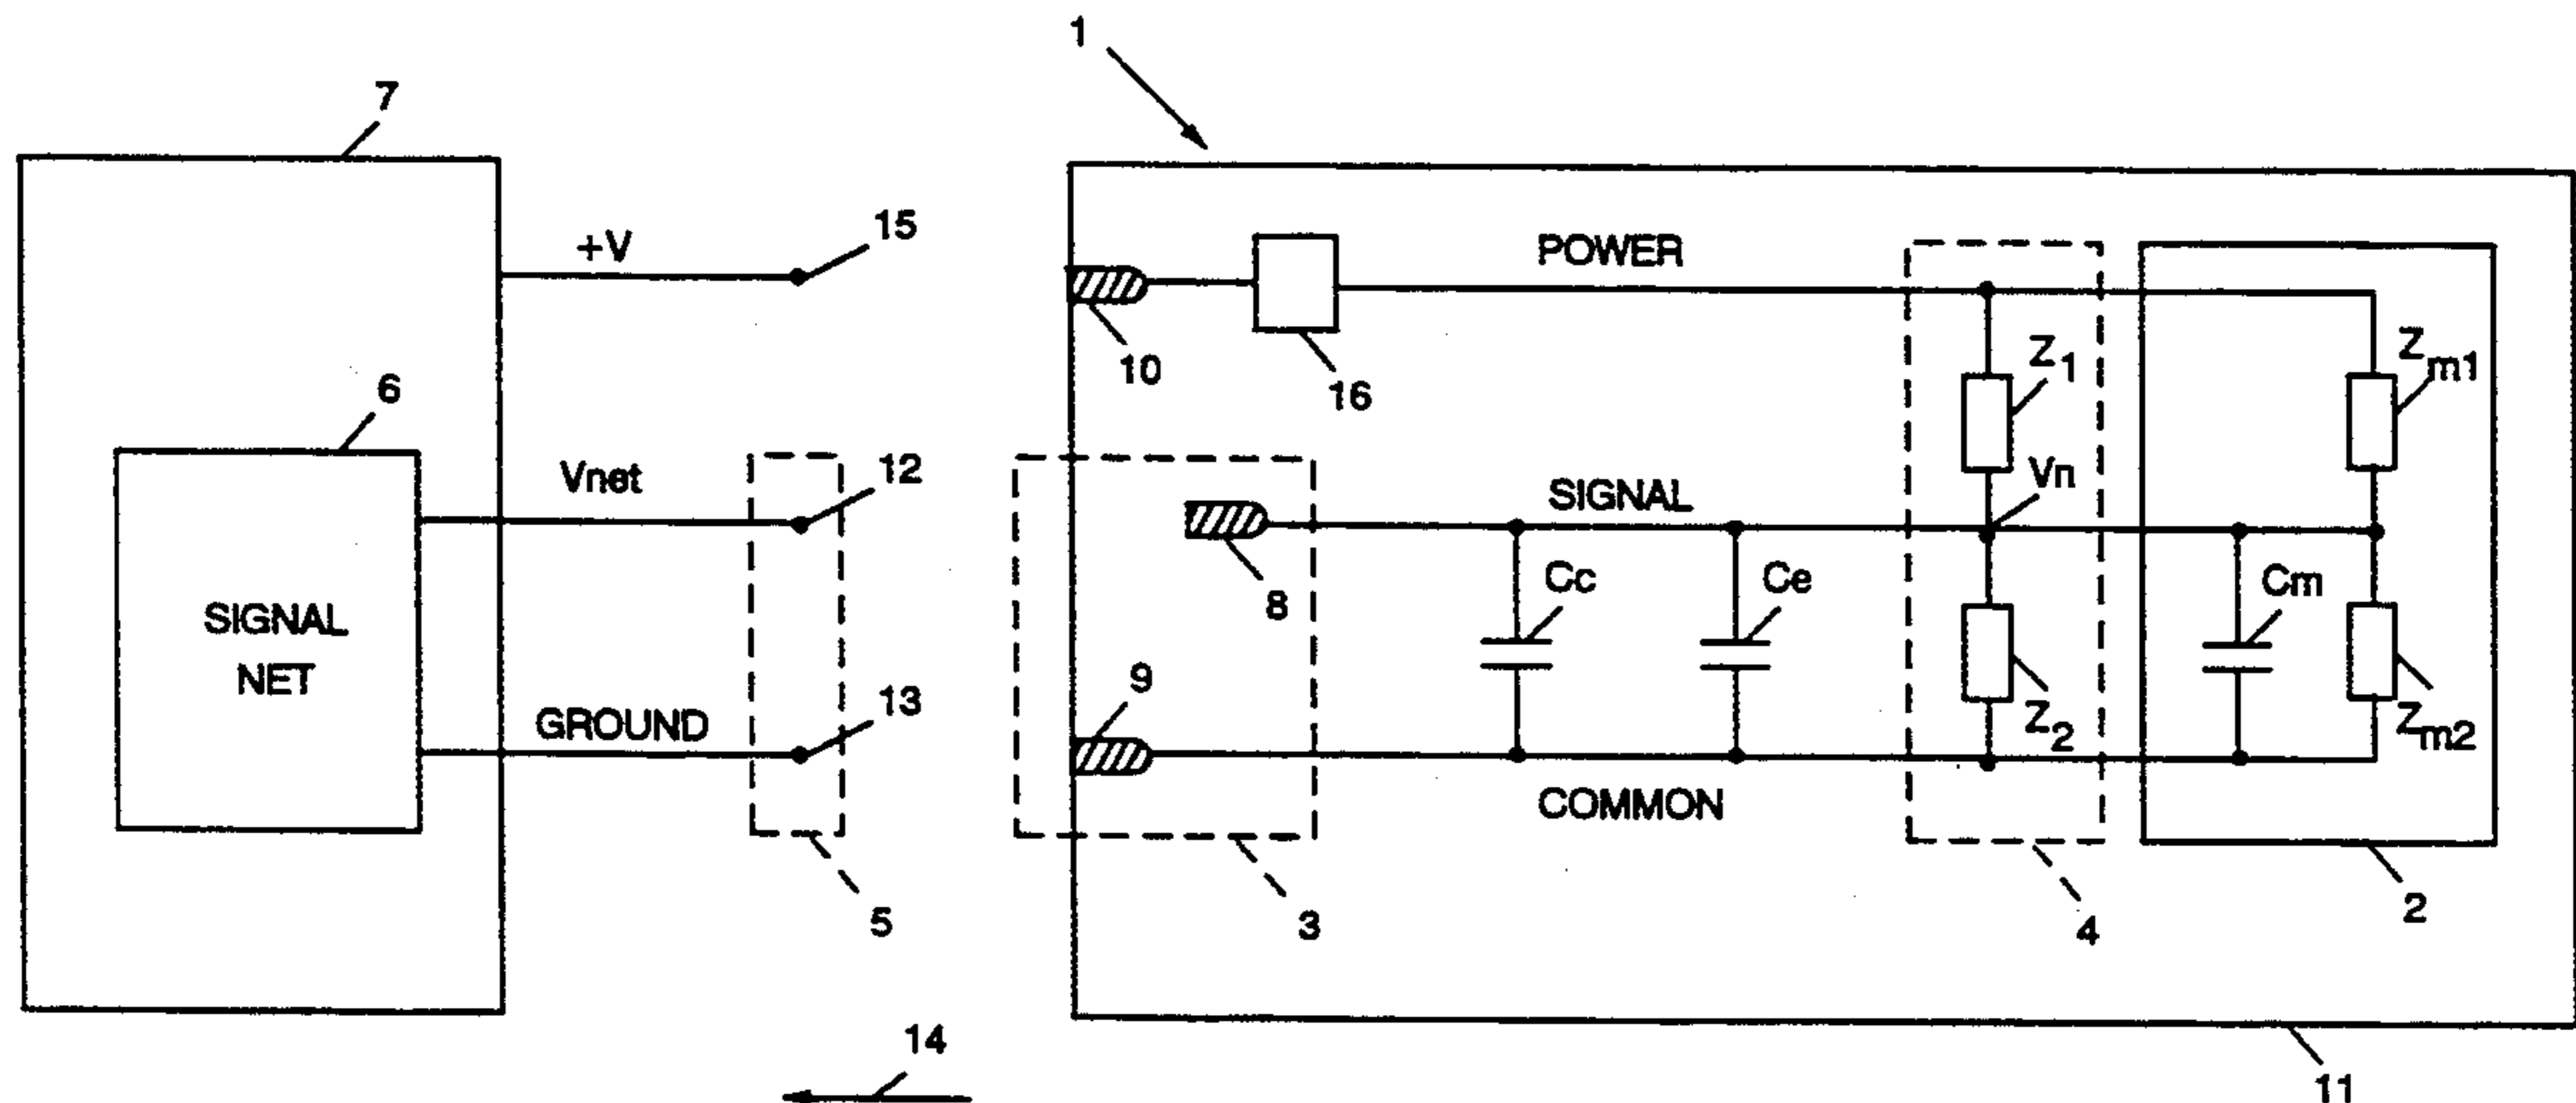 1
7
+V
15
POWER
10
16
Z1
Zm1
6
Vnet
12
SIGNAL
Vn
8
Cc
Ce
Cm
SIGNAL
NET
GROUND
13
9
Z2
Zm2
COMMON
5
3
4
2
14
11